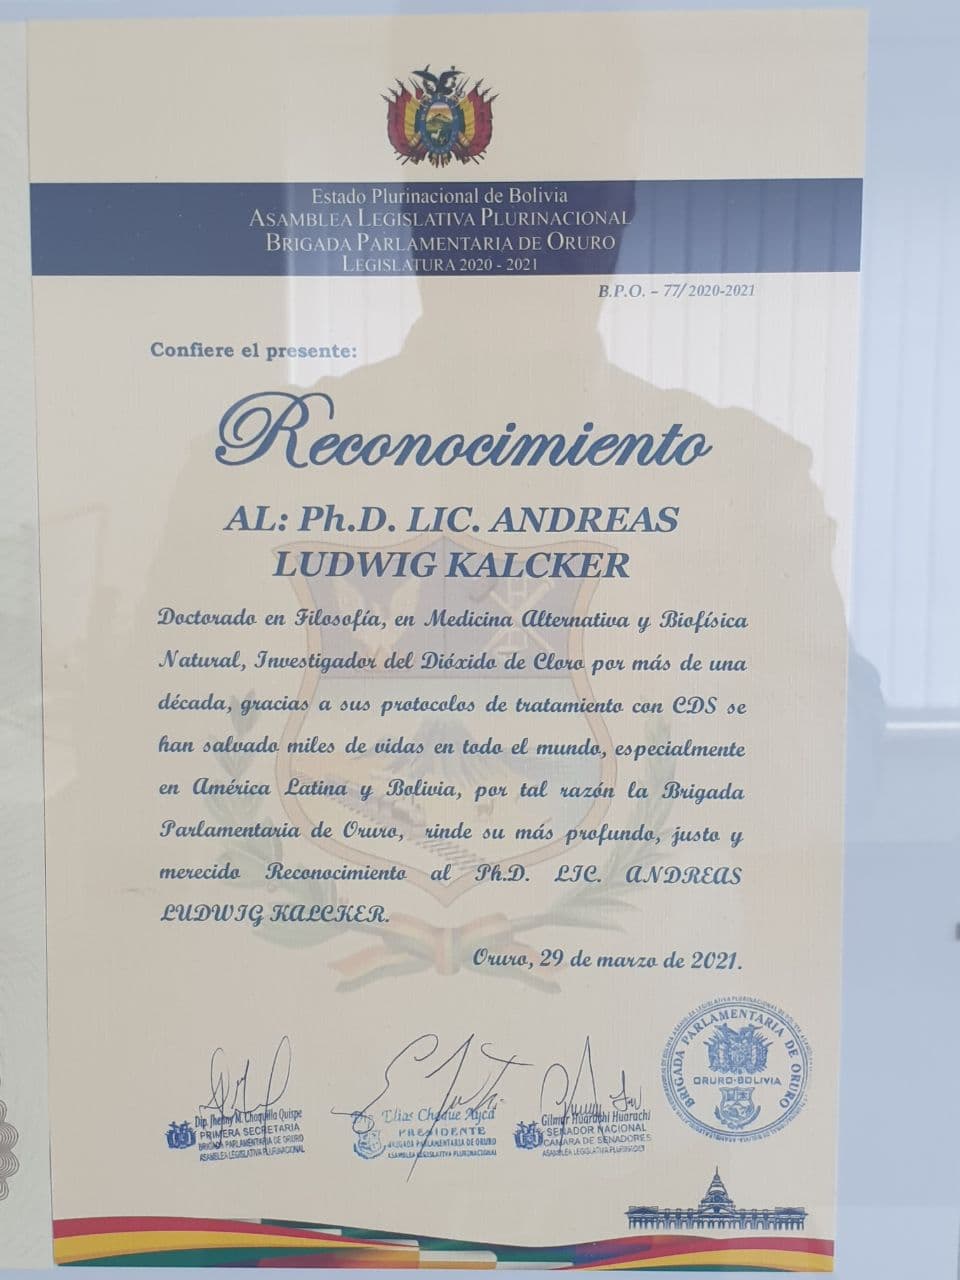 Estado Plurinacional de Bolivia
ASAMBLEA LEGISLATIVA PLURINACIONAL
BRIGADA PARLAMENTARIA DE ORURO
LEGISLATURA 2020 - 2021
B.P.O. – 77/2020-2021
Confiere el presente:
Reconocimiento
AL: Ph.D. LIC. ANDREAS
LUDWIG KALCKER
Doctorado en Filosofía, en Medicina Alternativa y Biofísica
Natural, Investigador del Dióxido de Cloro por más de una
década, gracias a sus protocolos de tratamiento con CDS se
han salvado miles de vidas en todo el mundo, especialmente
en América Latina y Bolivia, por tal razón la Brigada
Parlamentaria de Oruro, rinde su más profundo, justo y
merecido Reconocimiento al Ph.D. LIC. ANDREAS
LUDWIG KALCKER.
Oruro, 29 de marzo de 2021.
BRIGADA PARLAMENTARIA DE ORURO
ORURO-BOLIVIA
Quispe
PRIMERA SECRETARIA
BRIGADA PARLAMENTARIA DE ORURO
ASAMBLEA LEGISLATIVA PLURINACIONAL
Elias Chuque
PRESIDENTE
BRIGADA PARLAMENTARIA DE ORURO
ASAMBLEA LEGISLATIVA PLURINACIONAL
Huarachi Huarachi
SENADOR NACIONAL
CAMARA DE SENADORES
ASAMBLEA LEGISLATIVA PLURINACIONAL